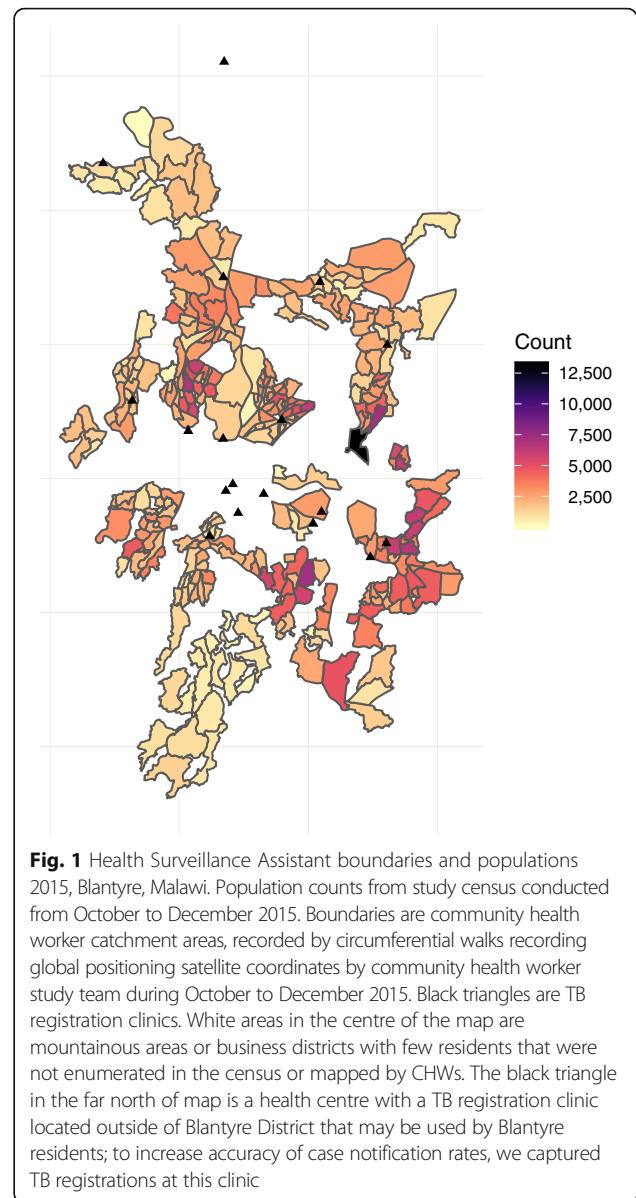 Count
12,500
10,000
7,500
5,000
2,500
Fig. 1 Health Surveillance Assistant boundaries and populations
2015, Blantyre, Malawi. Population counts from study census conducted
from October to December 2015. Boundaries are community health
worker catchment areas, recorded by circumferential walks recording
global positioning satellite coordinates by community health worker
study team during October to December 2015. Black triangles are TB
registration clinics. White areas in the centre of the map are
mountainous areas or business districts with few residents that were
not enumerated in the census or mapped by CHWs. The black triangle
in the far north of map is a health centre with a TB registration clinic
located outside of Blantyre District that may be used by Blantyre
residents; to increase accuracy of case notification rates, we captured
TB registrations at this clinic